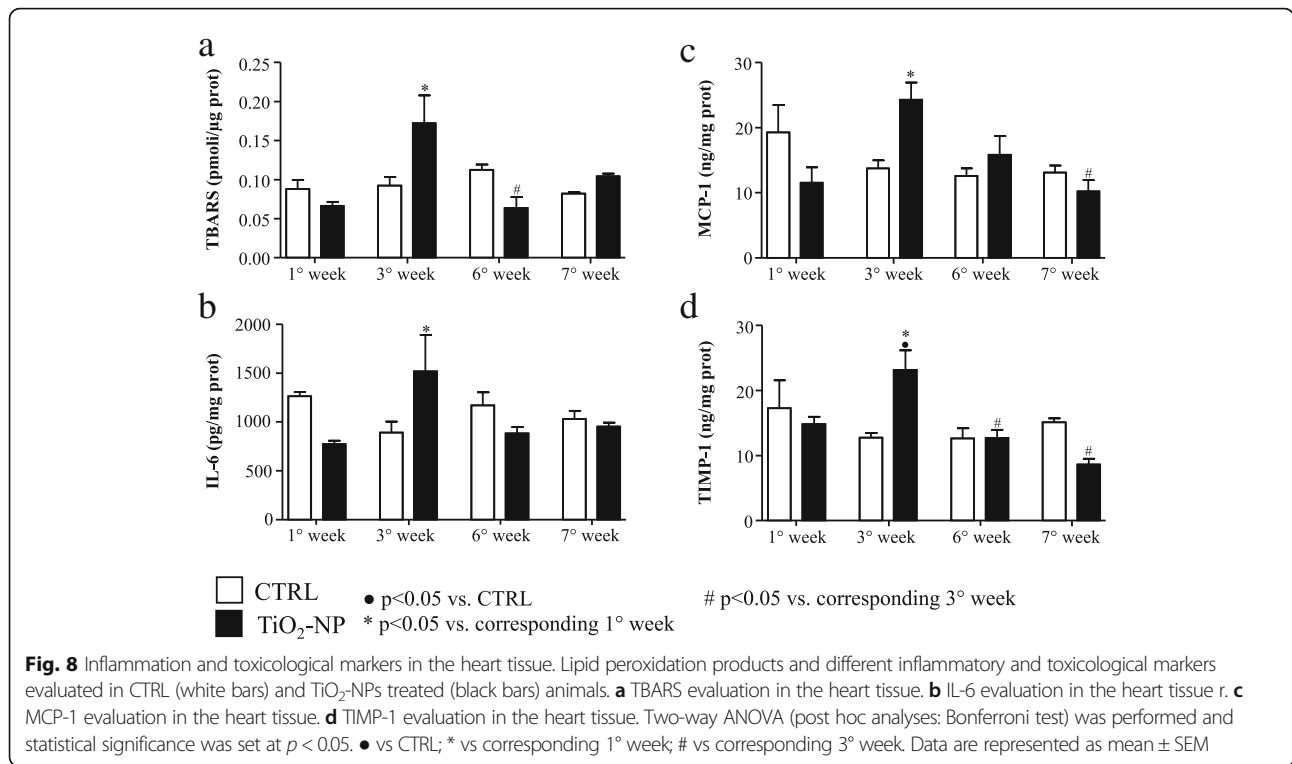 a
TBARS (pmoli/µg prot)
0.25
0.20
0.15
0.10
0.05
0.00
*
#
1° week 3° week 6° week 7° week
b
IL-6 (pg/mg prot)
2000
1500
1000
500
0
*
1° week 3° week 6° week 7° week
c
MCP-1 (ng/mg prot)
30
20
10
0
*
#
1° week 3° week 6° week 7° week
d
TIMP-1 (ng/mg prot)
30
20
10
0
*
●
#
#
1° week 3° week 6° week 7° week
CTRL ● p<0.05 vs. CTRL # p<0.05 vs. corresponding 3° week
TiO₂-NP * p<0.05 vs. corresponding 1° week
Fig. 8 Inflammation and toxicological markers in the heart tissue. Lipid peroxidation products and different inflammatory and toxicological markers
evaluated in CTRL (white bars) and TiO₂-NPs treated (black bars) animals. a TBARS evaluation in the heart tissue. b IL-6 evaluation in the heart tissue r. c
MCP-1 evaluation in the heart tissue. d TIMP-1 evaluation in the heart tissue. Two-way ANOVA (post hoc analyses: Bonferroni test) was performed and
statistical significance was set at p < 0.05. ● vs CTRL; * vs corresponding 1° week; # vs corresponding 3° week. Data are represented as mean ± SEM